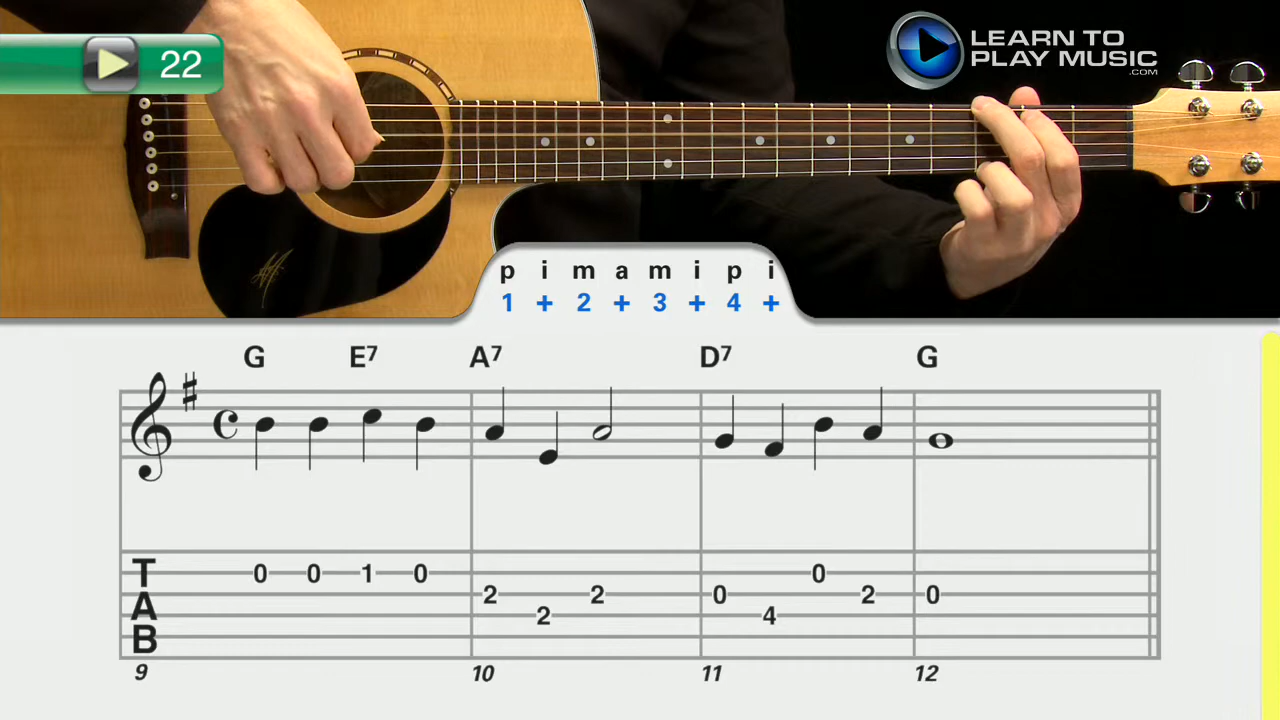 22
LEARN TO
PLAY MUSIC
.COM
p i m a m i p i
1 + 2 + 3 + 4 +
G E7 A7 D7 G
T
A
B
0 0 1 0 0
2 2 0 2 0
2 4
9 10 11 12